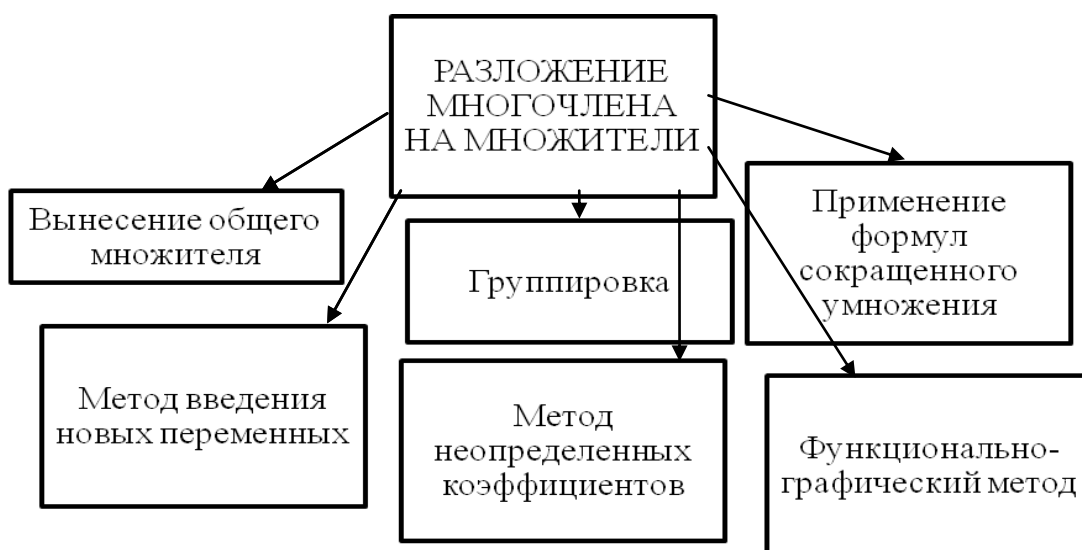 РАЗЛОЖЕНИЕ
МНОГОЧЛЕНА
НА МНОЖИТЕЛИ
Вынесение общего
множителя
Группировка
Применение
формул
сокращенного
умножения
Метод введения
новых переменных
Метод
неопределенных
коэффициентов
Функционально-
графический метод